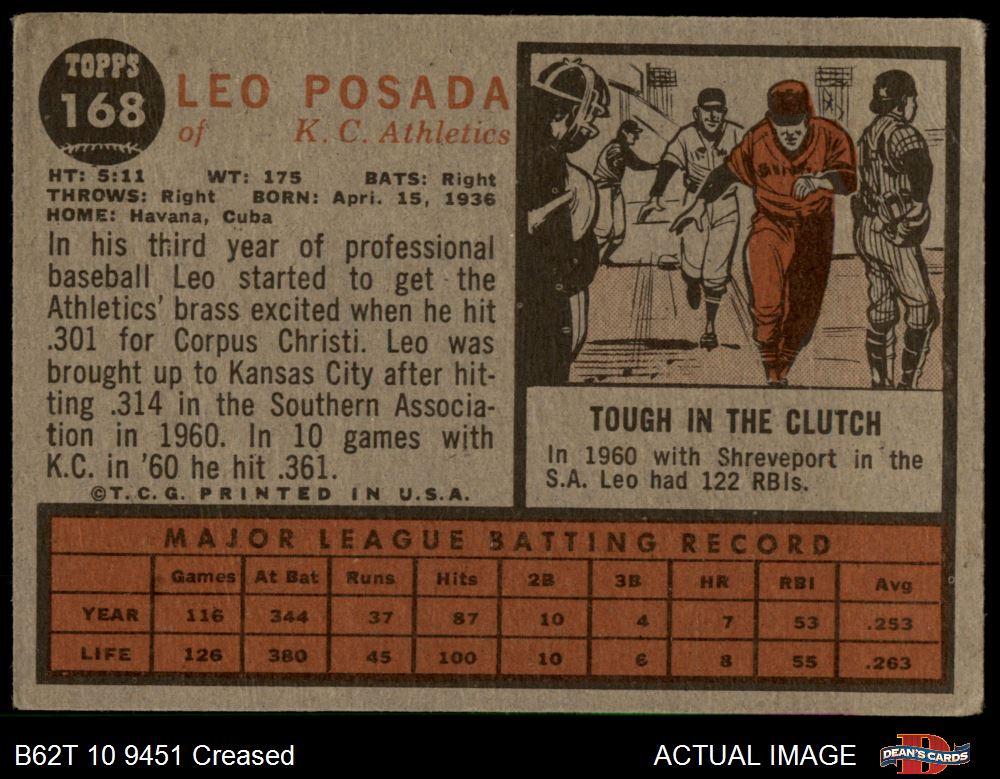 TOPPS
168
LEO POSADA
of K. C. Athletics
HT: 5:11 WT: 175 BATS: Right
THROWS: Right BORN: Apri. 15, 1936
HOME: Havana, Cuba
In his third year of professional
baseball Leo started to get the
Athletics' brass excited when he hit
.301 for Corpus Christi. Leo was
brought up to Kansas City after hit-
ting .314 in the Southern Associa-
tion in 1960. In 10 games with
K.C. in '60 he hit .361.
©T.C.G. PRINTED IN U.S.A.
TOUGH IN THE CLUTCH
In 1960 with Shreveport in the
S.A. Leo had 122 RBIs.
MAJOR LEAGUE BATTING RECORD
Games At Bat Runs Hits 2B 3B HR RBI Avg
YEAR 116 344 37 87 10 4 7 53 .253
LIFE 126 380 45 100 10 6 8 55 .263
B62T 10 9451 Creased
ACTUAL IMAGE
DEAN'S CARDS